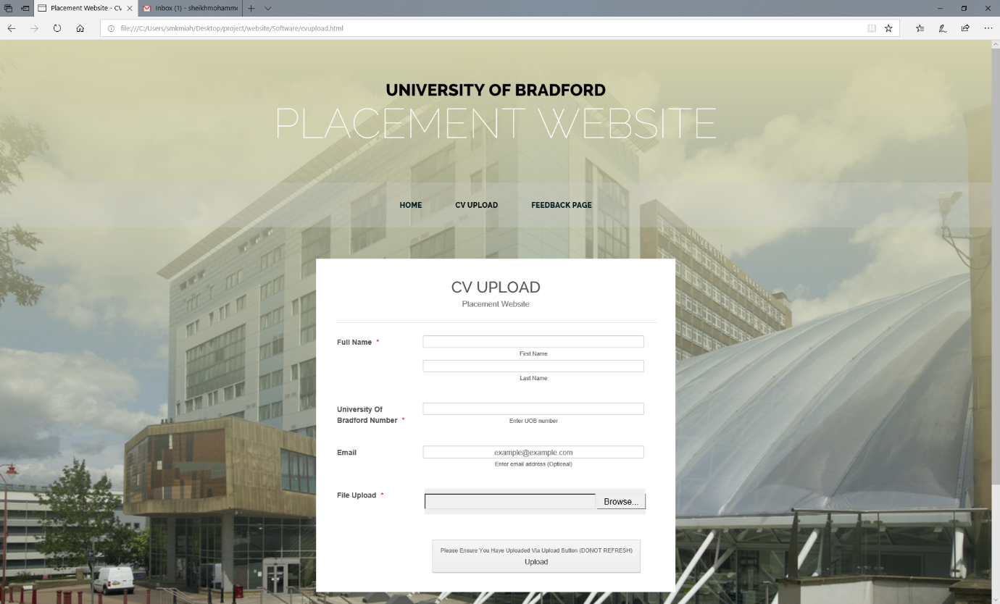 Placement Website - CV
Inbox (1) - sheikhmohamme
file:///C:/Users/smkmiah/Desktop/project/website/Software/cvupload.html
UNIVERSITY OF BRADFORD
PLACEMENT WEBSITE
HOME CV UPLOAD FEEDBACK PAGE
UNIVERSITY OF BRADFORD
CV UPLOAD
Placement Website
Full Name *
First Name
Last Name
University Of
Bradford Number *
Enter UOB number
Email
example@example.com
Enter email address (Optional)
File Upload *
Browse...
Please Ensure You Have Uploaded Via Upload Button (DONOT REFRESH)
Upload